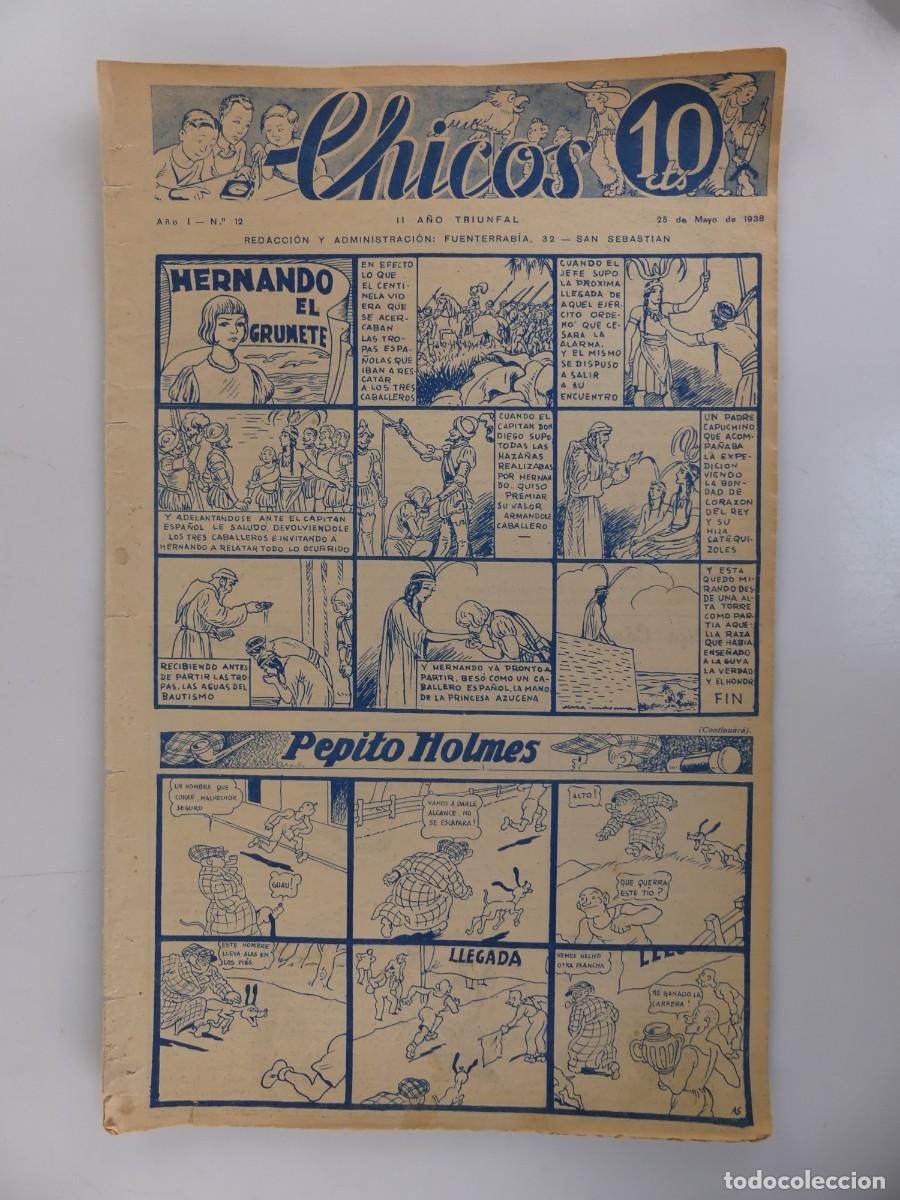 Chicos
10
cts
Año I — N.º 12
II AÑO TRIUNFAL
25 de Mayo de 1938
REDACCIÓN Y ADMINISTRACIÓN: FUENTERRABÍA, 32 — SAN SEBASTIAN
HERNANDO
EL
GRUMETE
EN EFECTO
LO QUE
EL CENTI-
NELA VIO
ERA QUE
SE ACER-
CABAN
LAS TRO-
PAS ESPA-
ÑOLAS QUE
IBAN A RES-
CATAR
A LOS TRES
CABALLEROS
CUANDO EL
JEFE SUPO
LA PROXIMA
LLEGADA DE
AQUEL EJER-
CITO ORDE-
NO' QUE CE-
SARA LA
ALARMA.
Y EL MISMO
SE DISPUSO
A SALIR
A SU
ENCUENTRO
Y ADELANTANDOSE ANTE EL CAPITAN
ESPAÑOL LE SALUDO DEVOLVIENDOLE
LOS TRES CABALLEROS E INVITANDO A
HERNANDO A RELATAR TODO LO OCURRIDO
CUANDO EL
CAPITAN DON
DIEGO SUPO
TODAS LAS
HAZAÑAS
REALIZADAS
POR HERNAN-
DO, QUISO
PREMIAR
SU VALOR
ARMANDOLE
CABALLERO
UN PADRE
CAPUCHINO
QUE ACOM-
PAÑABA
LA EXPE-
DICION
VIENDO
LA BON-
DAD DE
CORAZON
DEL REY
Y SU
HIJA
CATEQUI-
ZOLES
RECIBIENDO ANTES
DE PARTIR LAS TRO-
PAS, LAS AGUAS DEL
BAUTISMO
Y HERNANDO YA PRONTO A
PARTIR, BESÓ COMO UN CA-
BALLERO ESPAÑOL, LA MANO
DE LA PRINCESA AZUCENA
Y ESTA
QUEDO MI-
RANDO DES-
DE UNA AL-
TA TORRE
COMO PAR-
TIA AQUE-
LLA RAZA
QUE HABIA
ENSEÑADO
A LA SUYA
LA VERDAD
Y EL HONOR
FIN
(Continuará).
Pepito Holmes
UN HOMBRE QUE
CORRE, MALHECHOR
SEGURO
GUAU!
VAMOS A DARLE
ALCANCE. NO
SE ESCAPARA!
ALTO!
QUE QUERRA
ESTE TÍO?
ESTE HOMBRE
LLEVA ALAS EN
LOS PIÉS
LLEGADA
HEMOS HECHO
OTRA PLANCHA
LLEG
HE GANADO LA
CARRERA!
AS
todocoleccion